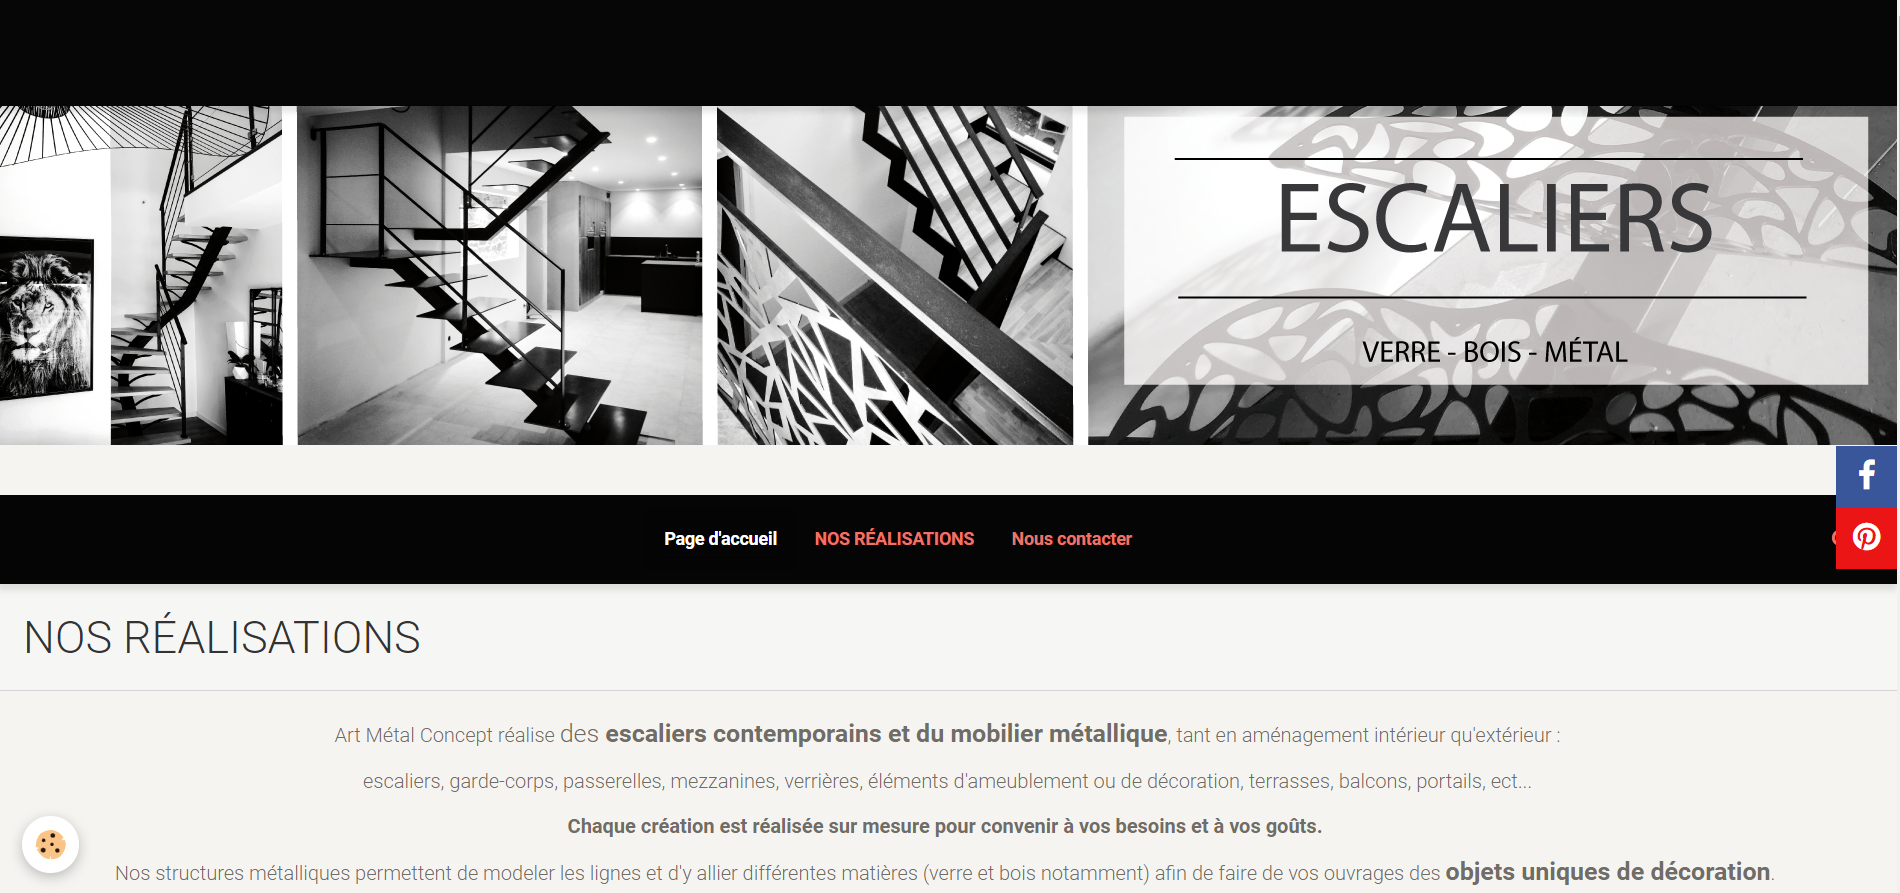 ESCALIERS
VERRE - BOIS - MÉTAL
Page d'accueil NOS RÉALISATIONS Nous contacter
NOS RÉALISATIONS
Art Métal Concept réalise des escaliers contemporains et du mobilier métallique, tant en aménagement intérieur qu'extérieur :
escaliers, garde-corps, passerelles, mezzanines, verrières, éléments d'ameublement ou de décoration, terrasses, balcons, portails, ect...
Chaque création est réalisée sur mesure pour convenir à vos besoins et à vos goûts.
Nos structures métalliques permettent de modeler les lignes et d'y allier différentes matières (verre et bois notamment) afin de faire de vos ouvrages des objets uniques de décoration.